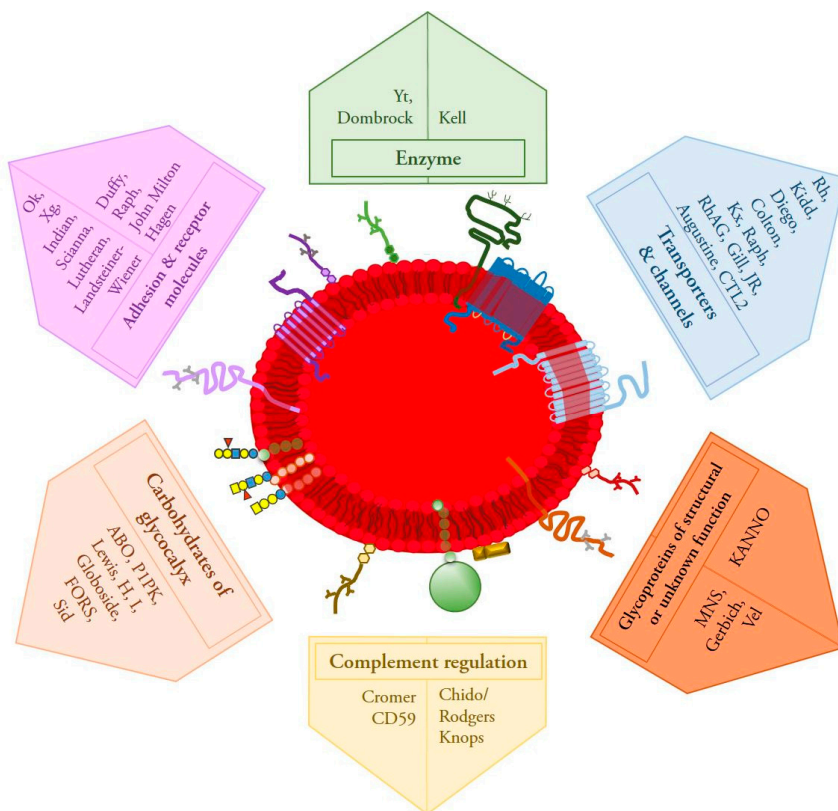 Yt,
Dombrock
Kell
Enzyme
Rh,
Kidd,
Diego,
Colton,
Kx, Raph,
RhAG, Gill, JR,
Augustine, CTL2
Transporters
& channels
Glycoproteins of structural
or unknown function
KANNO
MNS,
Gerbich,
Vel
Complement regulation
Cromer
CD59
Chido/
Rodgers
Knops
Carbohydrates of
glycocalyx
ABO, P1PK,
Lewis, H, I,
Globoside,
FORS,
Sid
Ok,
Xg,
Indian,
Scianna,
Lutheran,
Landsteiner-
Wiener
Duffy,
Raph,
John Milton
Hagen
Adhesion & receptor
molecules